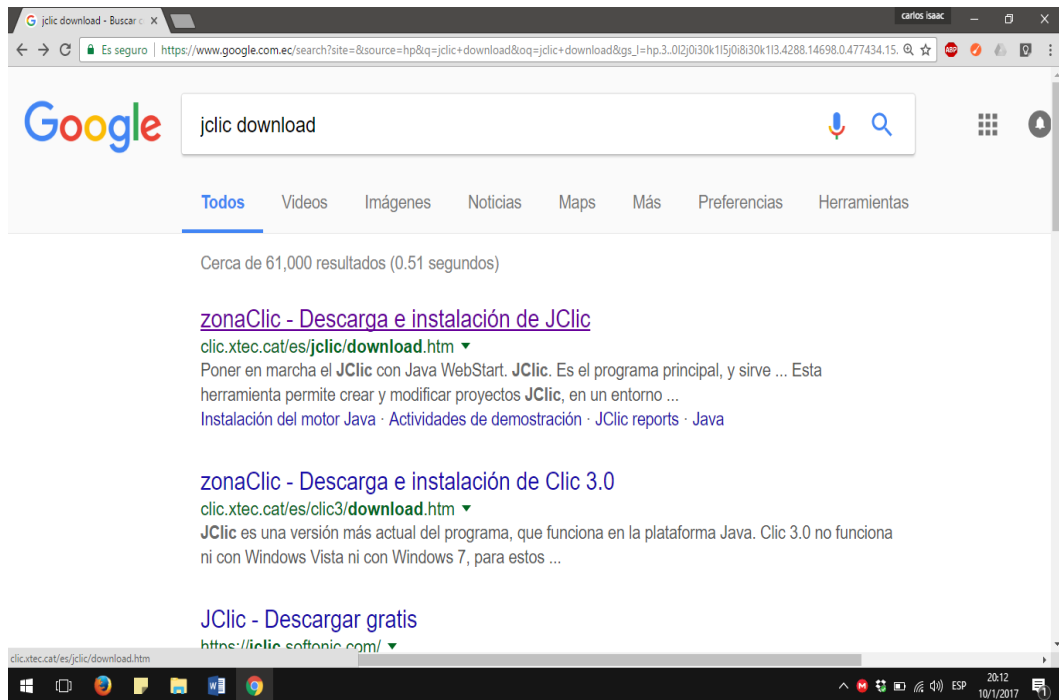 jclic download - Buscar c
carlos isaac
Es seguro | https://www.google.com.ec/search?site=&source=hp&q=jclic+download&oq=jclic+download&gs_l=hp.3..0l2j0i30k1l5j0i8i30k1l3.4288.14698.0.477434.15.
ABP
Google
jclic download
Todos Videos Imágenes Noticias Maps Más Preferencias Herramientas
Cerca de 61,000 resultados (0.51 segundos)
zonaClic - Descarga e instalación de JClic
clic.xtec.cat/es/jclic/download.htm
Poner en marcha el JClic con Java WebStart. JClic. Es el programa principal, y sirve ... Esta
herramienta permite crear y modificar proyectos JClic, en un entorno ...
Instalación del motor Java · Actividades de demostración · JClic reports · Java
zonaClic - Descarga e instalación de Clic 3.0
clic.xtec.cat/es/clic3/download.htm
JClic es una versión más actual del programa, que funciona en la plataforma Java. Clic 3.0 no funciona
ni con Windows Vista ni con Windows 7, para estos ...
JClic - Descargar gratis
https://jclic.softonic.com/
clic.xtec.cat/es/jclic/download.htm
ESP
20:12
10/1/2017